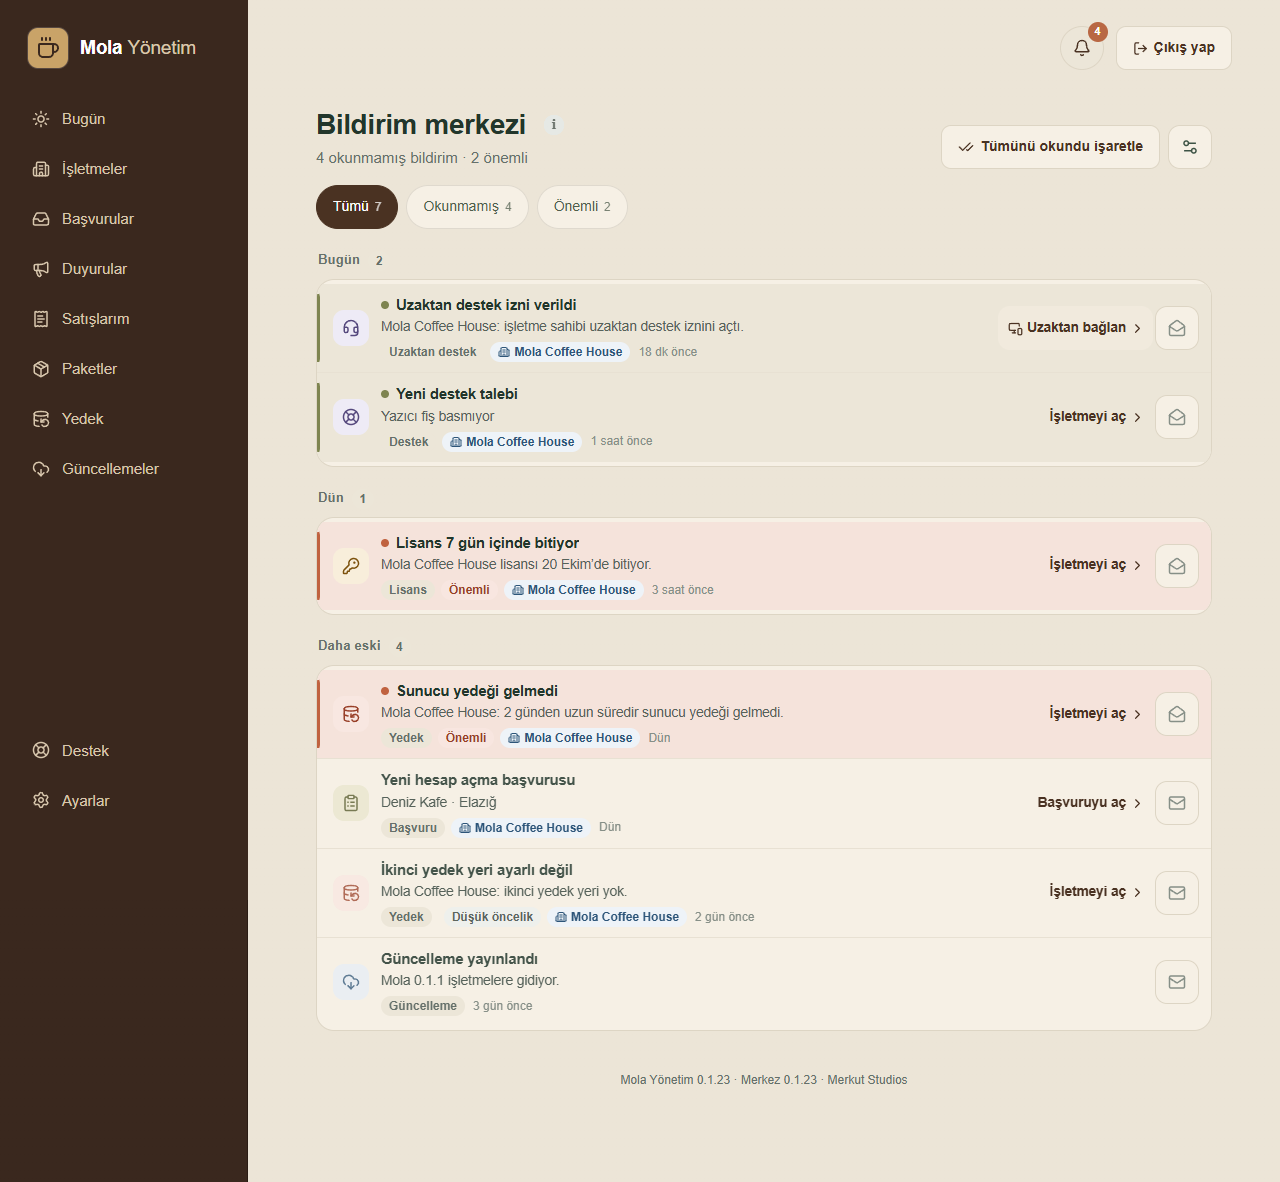 Mola Yönetim
Bugün
İşletmeler
Başvurular
Duyurular
Satışlarım
Paketler
Yedek
Güncellemeler
Destek
Ayarlar
4
Çıkış yap
Bildirim merkezi i
4 okunmamış bildirim · 2 önemli
Tümünü okundu işaretle
Tümü 7
Okunmamış 4
Önemli 2
Bugün 2
Uzaktan destek izni verildi
Mola Coffee House: işletme sahibi uzaktan destek iznini açtı.
Uzaktan destek Mola Coffee House 18 dk önce
Uzaktan bağlan
Yeni destek talebi
Yazıcı fiş basmıyor
Destek Mola Coffee House 1 saat önce
İşletmeyi aç
Dün 1
Lisans 7 gün içinde bitiyor
Mola Coffee House lisansı 20 Ekim’de bitiyor.
Lisans Önemli Mola Coffee House 3 saat önce
İşletmeyi aç
Daha eski 4
Sunucu yedeği gelmedi
Mola Coffee House: 2 günden uzun süredir sunucu yedeği gelmedi.
Yedek Önemli Mola Coffee House Dün
İşletmeyi aç
Yeni hesap açma başvurusu
Deniz Kafe · Elazığ
Başvuru Mola Coffee House Dün
Başvuruyu aç
İkinci yedek yeri ayarlı değil
Mola Coffee House: ikinci yedek yeri yok.
Yedek Düşük öncelik Mola Coffee House 2 gün önce
İşletmeyi aç
Güncelleme yayınlandı
Mola 0.1.1 işletmelere gidiyor.
Güncelleme 3 gün önce
Mola Yönetim 0.1.23 · Merkez 0.1.23 · Merkut Studios